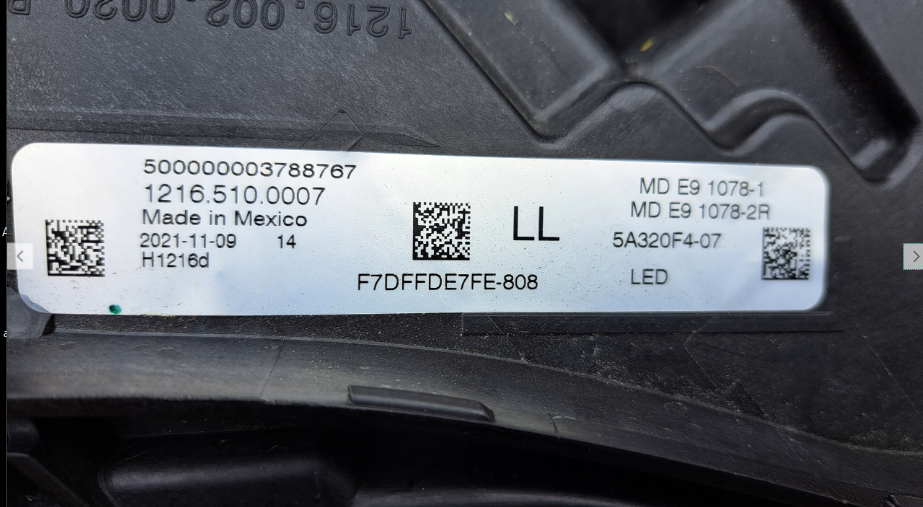 1216.002.0020 R
500000003788767
1216.510.0007
Made in Mexico
2021-11-09 14
H1216d
F7DFFDE7FE-808
LL
MD E9 1078-1
MD E9 1078-2R
5A320F4-07
LED